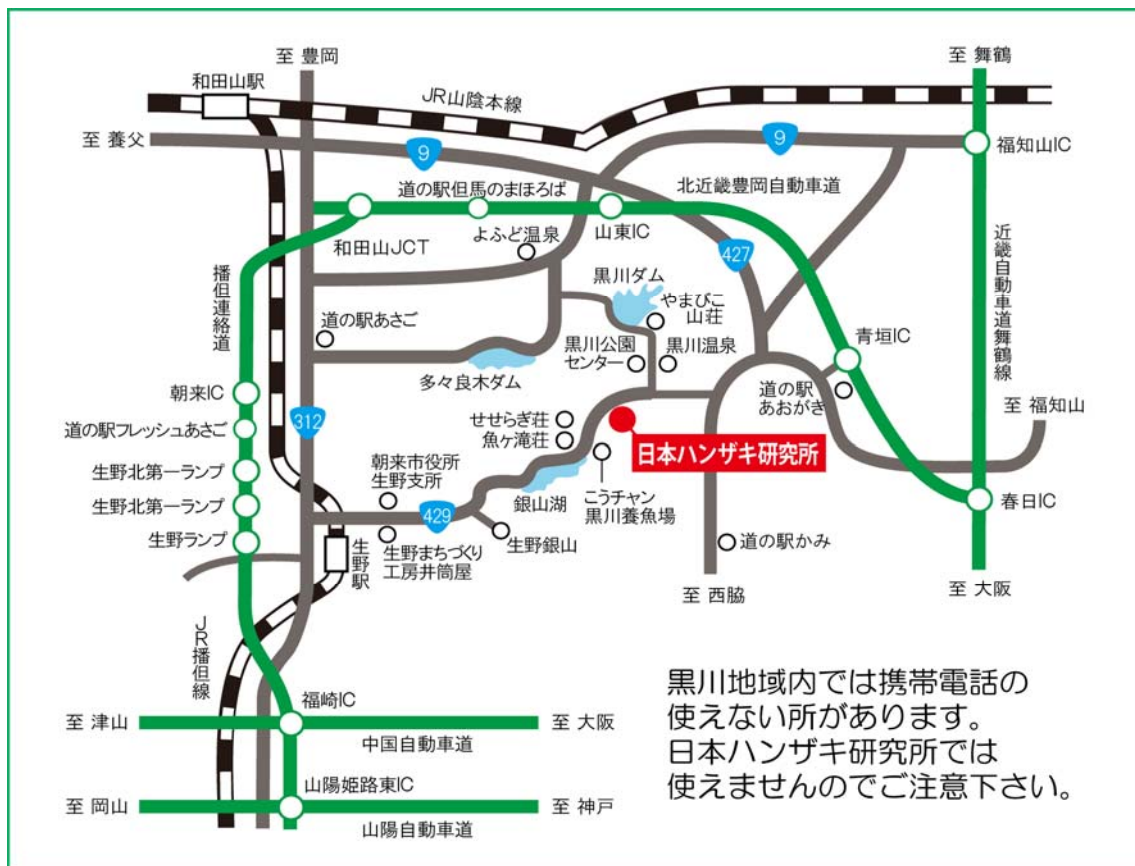 至 豊岡
至 舞鶴
和田山駅
JR山陰本線
至 養父
9
9
福知山IC
道の駅但馬のまほろば
北近畿豊岡自動車道
和田山JCT
よふど温泉
山東IC
427
近畿自動車道舞鶴線
播但連絡道
黒川ダム
やまびこ
山荘
道の駅あさご
黒川公園
センター
黒川温泉
青垣IC
多々良木ダム
道の駅
あおがき
至 福知山
朝来IC
道の駅フレッシュあさご
312
せせらぎ荘
魚ヶ滝荘
日本ハンザキ研究所
生野北第一ランプ
朝来市役所
生野支所
生野北第一ランプ
429
銀山湖
こうチャン
黒川養魚場
春日IC
生野ランプ
生野駅
生野まちづくり
工房井筒屋
生野銀山
道の駅かみ
至 西脇
至 大阪
JR播但線
福崎IC
至 津山
至 大阪
中国自動車道
山陽姫路東IC
至 岡山
至 神戸
山陽自動車道
黒川地域内では携帯電話の
使えない所があります。
日本ハンザキ研究所では
使えませんのでご注意下さい。